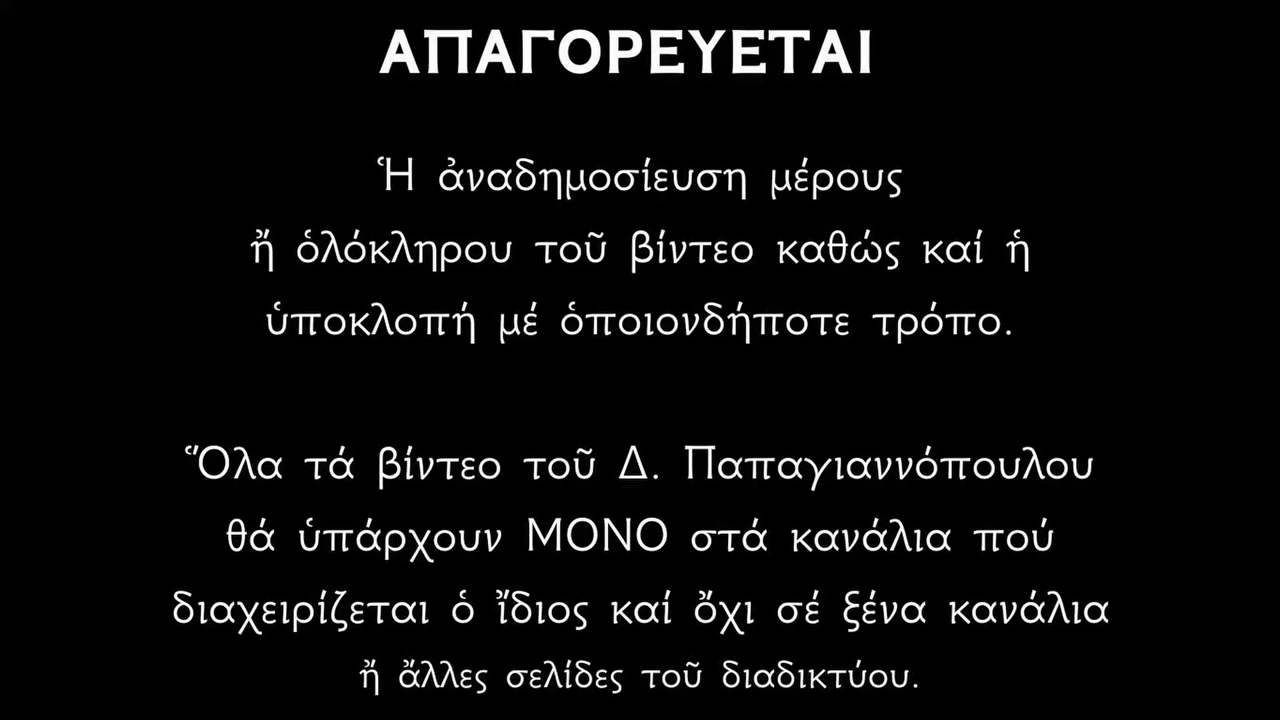 ΑΠΑΓΟΡΕΥΕΤΑΙ
Ἡ ἀναδημοσίευση μέρους
ἤ ὁλόκληρου τοῦ βίντεο καθώς καί ἡ
ὑποκλοπή μέ ὁποιονδήποτε τρόπο.
Ὅλα τά βίντεο τοῦ Δ. Παπαγιαννόπουλου
θά ὑπάρχουν ΜΟΝΟ στά κανάλια πού
διαχειρίζεται ὁ ἴδιος καί ὄχι σέ ξένα κανάλια
ἤ ἄλλες σελίδες τοῦ διαδικτύου.